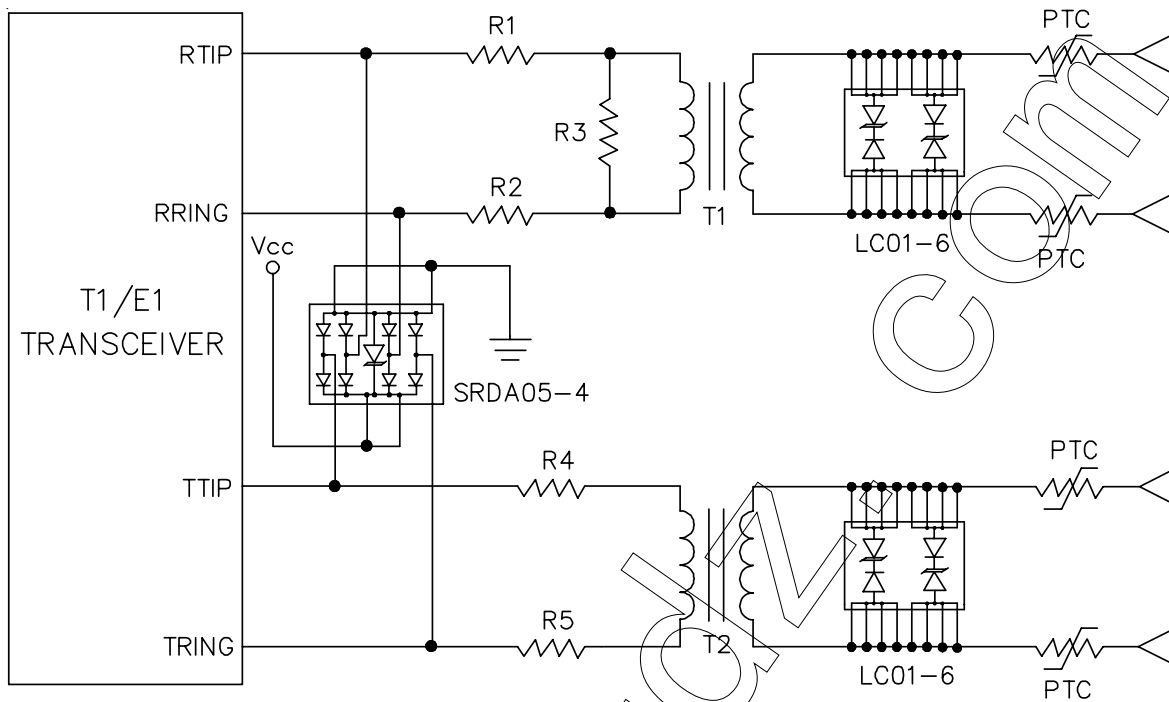 PTC
RTIP
R1
R3
RRING
R2
T1
LC01-6
PTC
Vcc
T1/E1
TRANSCEIVER
SRDA05-4
PTC
TTIP
R4
TRING
R5
T2
LC01-6
PTC
com